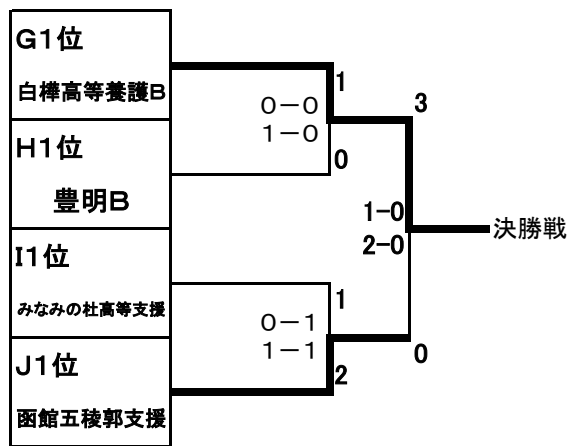 G1位
白樺高等養護B
H1位
豊明B
I1位
みなみの杜高等支援
J1位
函館五稜郭支援
1
0－0
1－0
0
1
0－1
1－1
2
3
1-0
2-0
0
決勝戦